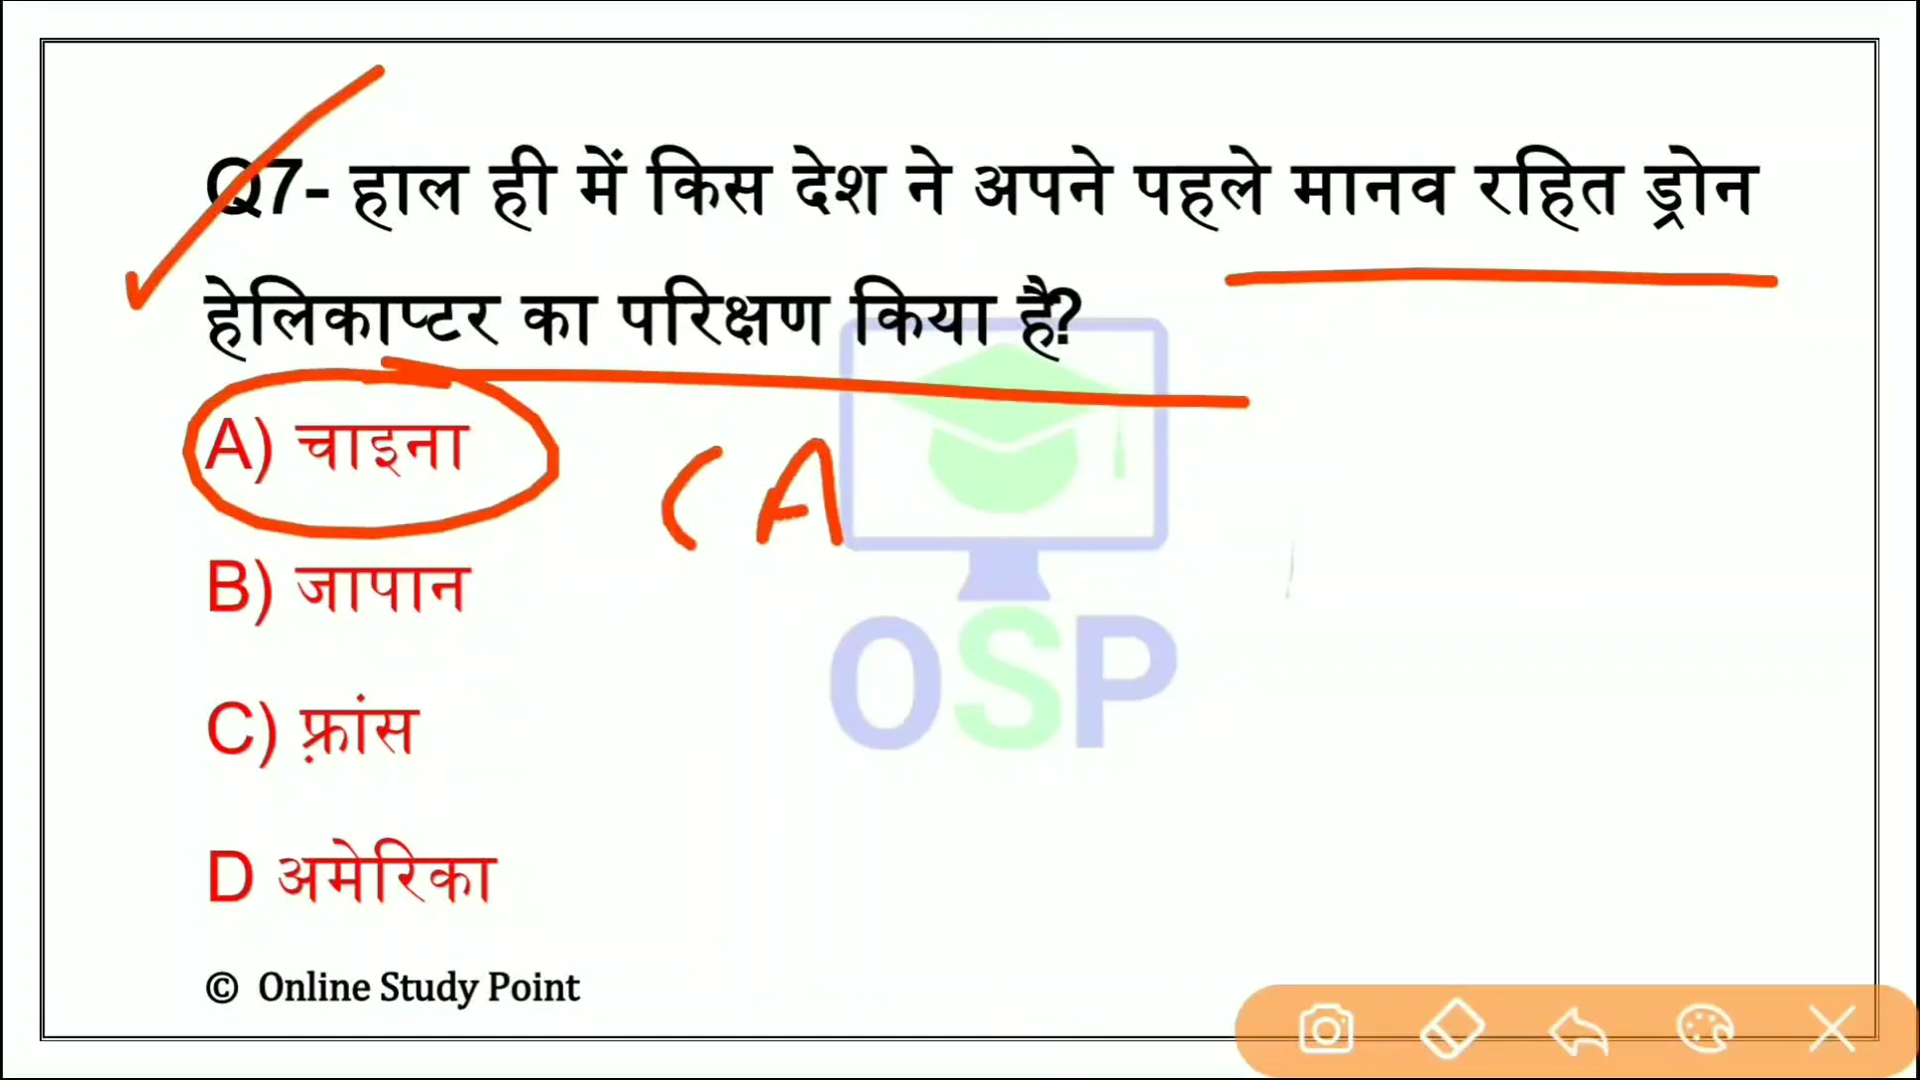 Q7- हाल ही में किस देश ने अपने पहले मानव रहित ड्रोन
हेलिकाप्टर का परिक्षण किया है?
A) चाइना
(A
B) जापान
OSP
C) फ़्रांस
D अमेरिका
© Online Study Point